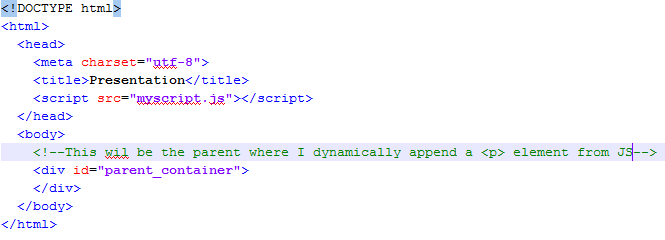 <!DOCTYPE html>
<html>
<head>
<meta charset="utf-8">
<title>Presentation</title>
<script src="myscript.js"></script>
</head>
<body>
<!--This wil be the parent where I dynamically append a <p> element from JS-->
<div id="parent_container">
</div>
</body>
</html>